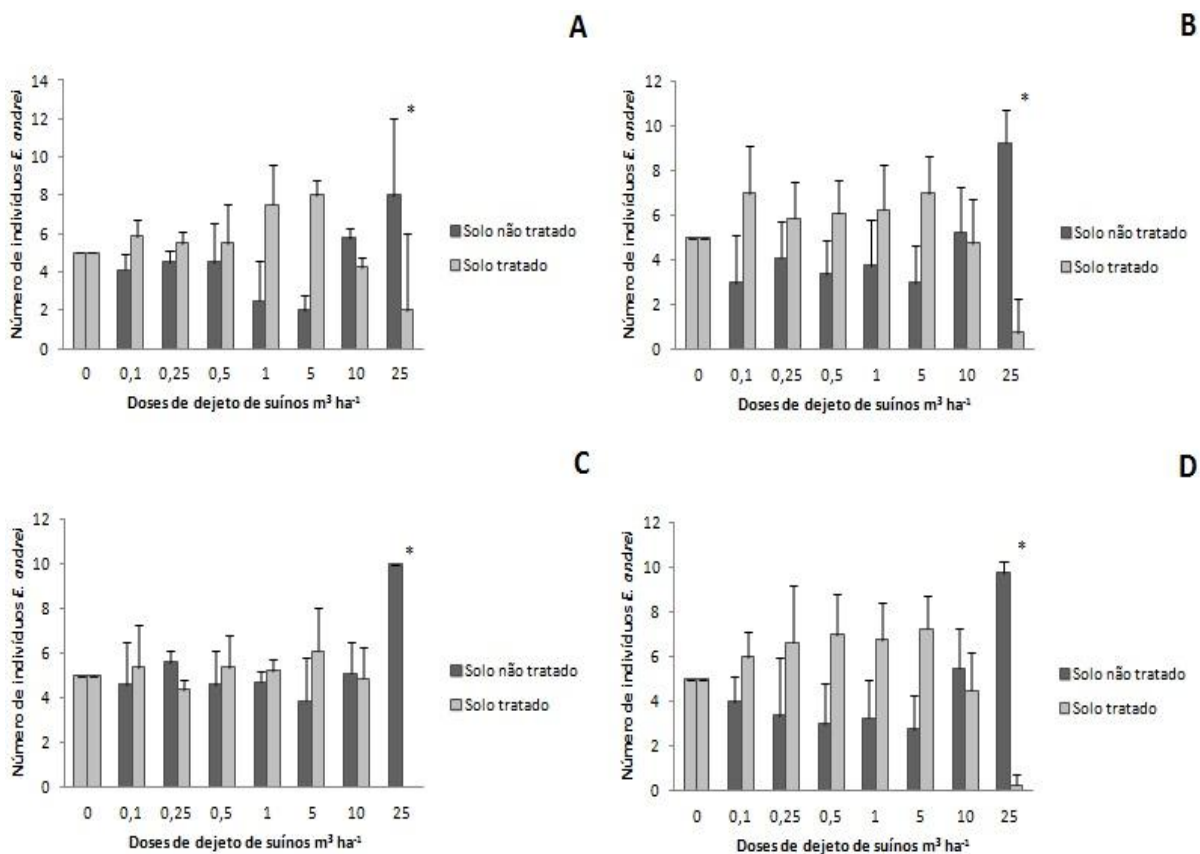 A
Número de indivíduos E. andrei
14
12
10
8
6
4
2
0
*
0 0,1 0,25 0,5 1 5 10 25
Doses de dejeto de suínos m³ ha⁻¹
Solo não tratado
Solo tratado
B
Número de indivíduos E. andrei
12
10
8
6
4
2
0
*
0 0,1 0,25 0,5 1 5 10 25
Doses de dejeto de suínos m³ ha⁻¹
Solo não tratado
Solo tratado
C
Número de indivíduos E. andrei
12
10
8
6
4
2
0
*
0 0,1 0,25 0,5 1 5 10 25
Doses de dejeto de suínos m³ ha⁻¹
Solo não tratado
Solo tratado
D
Número de indivíduos E. andrei
12
10
8
6
4
2
0
*
0 0,1 0,25 0,5 1 5 10 25
Doses de dejeto de suínos m³ ha⁻¹
Solo não tratado
Solo tratado